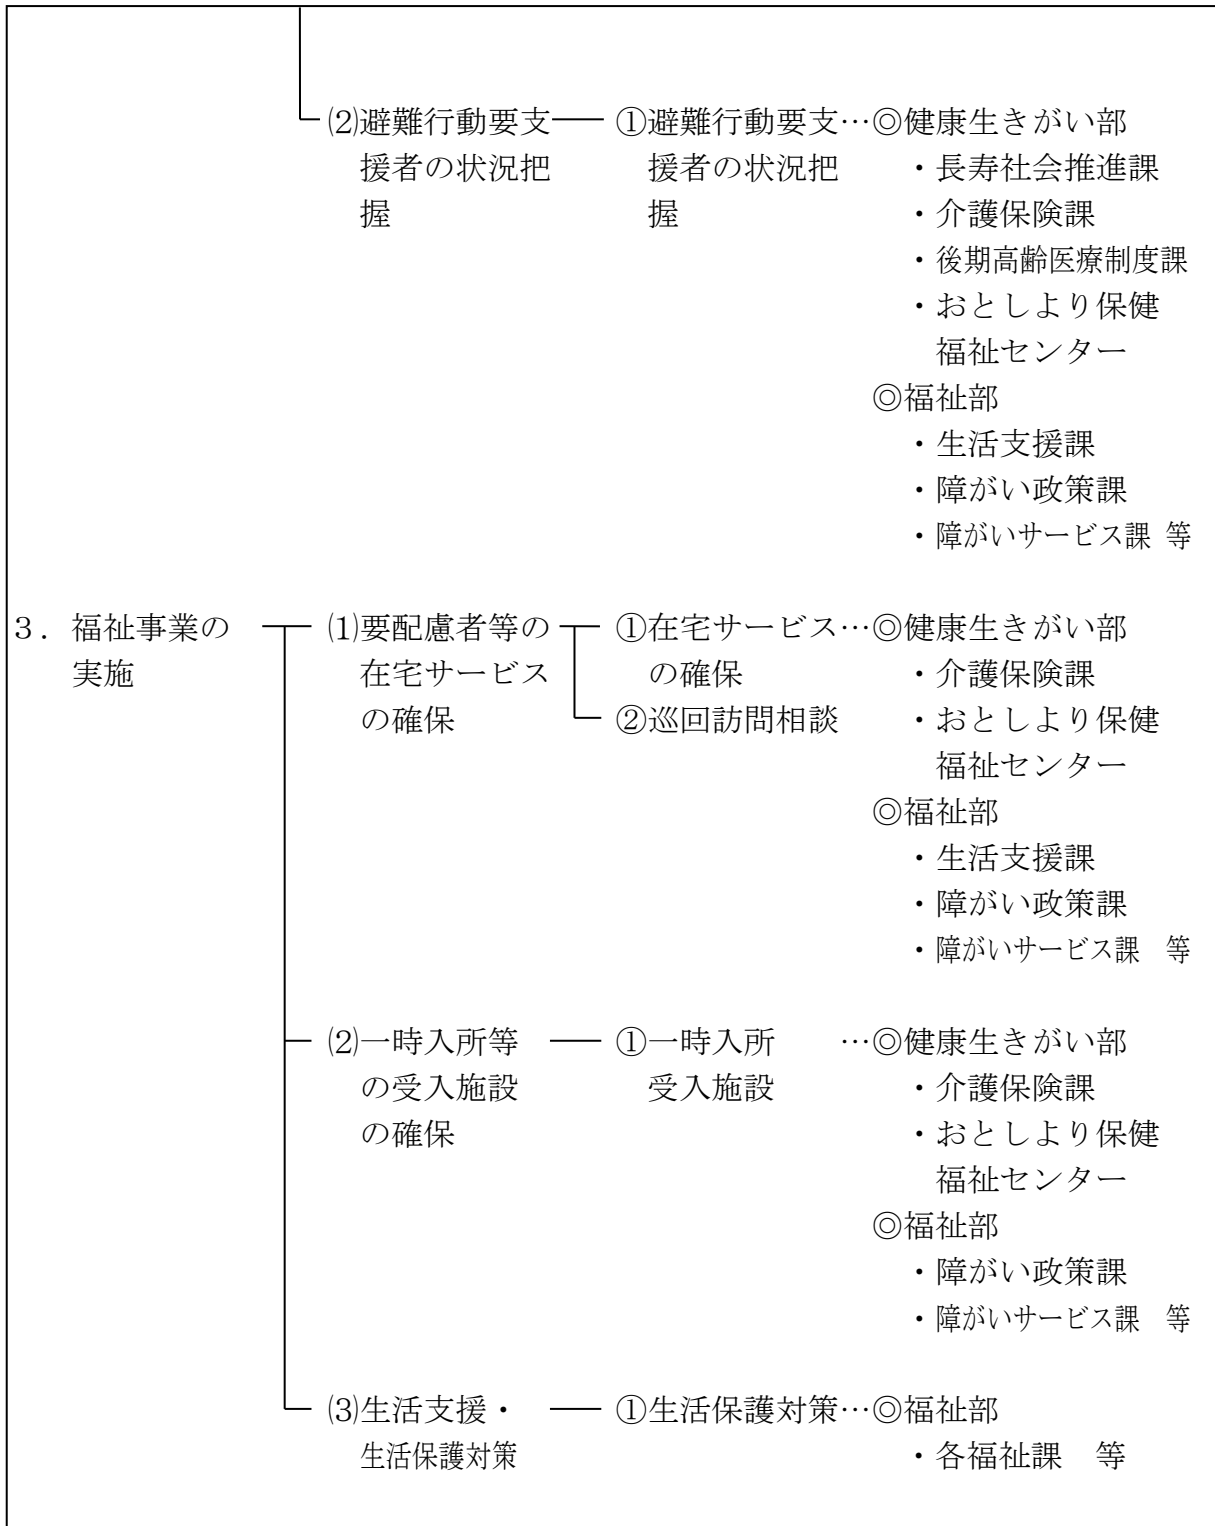 ⑵避難行動要支 ①避難行動要支…◎健康生きがい部
援者の状況把 援者の状況把 ・長寿社会推進課
握 握 ・介護保険課
・後期高齢医療制度課
・おとしより保健
福祉センター
◎福祉部
・生活支援課
・障がい政策課
・障がいサービス課 等
3．福祉事業の ⑴要配慮者等の ①在宅サービス…◎健康生きがい部
実施 在宅サービス の確保 ・介護保険課
の確保 ②巡回訪問相談 ・おとしより保健
福祉センター
◎福祉部
・生活支援課
・障がい政策課
・障がいサービス課 等
⑵一時入所等 ①一時入所 …◎健康生きがい部
の受入施設 受入施設 ・介護保険課
の確保 ・おとしより保健
福祉センター
◎福祉部
・障がい政策課
・障がいサービス課 等
⑶生活支援・ ①生活保護対策…◎福祉部
生活保護対策 ・各福祉課 等